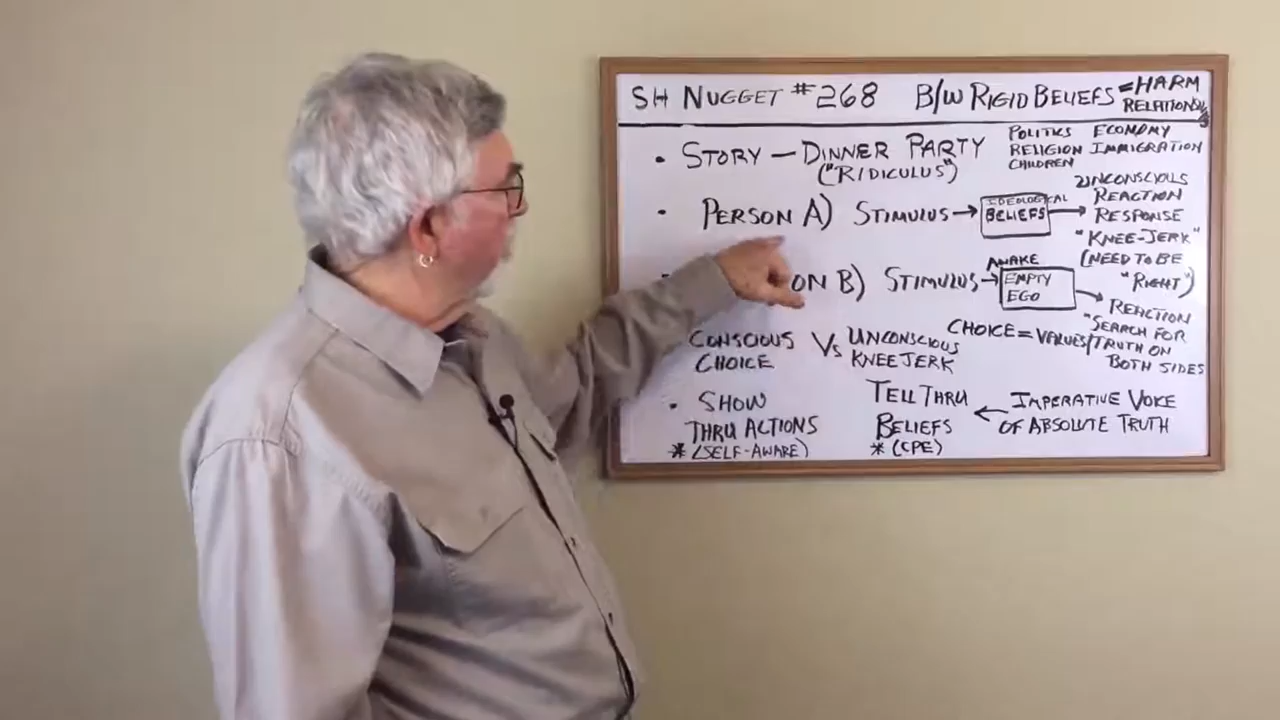 SH NUGGET #268 B/W RIGID BELIEFS = HARM
RELATIONS
• STORY — DINNER PARTY
("RIDICULUS")
POLITICS ECONOMY
RELIGION IMMIGRATION
CHILDREN
• PERSON A) STIMULUS → IDEOLOGICAL
BELIEFS →
UNCONSCIOUS
REACTION
RESPONSE
"KNEE-JERK"
(NEED TO BE
"RIGHT")
ON B) STIMULUS → AWAKE
EMPTY
EGO →
REACTION
"SEARCH FOR
TRUTH ON
BOTH SIDES
CHOICE = VALUES/
CONSCIOUS VS UNCONSCIOUS
CHOICE KNEE JERK
• SHOW
THRU ACTIONS
* (SELF-AWARE)
TELL THRU
BELIEFS
* (CPE)
← IMPERATIVE VOICE
OF ABSOLUTE TRUTH